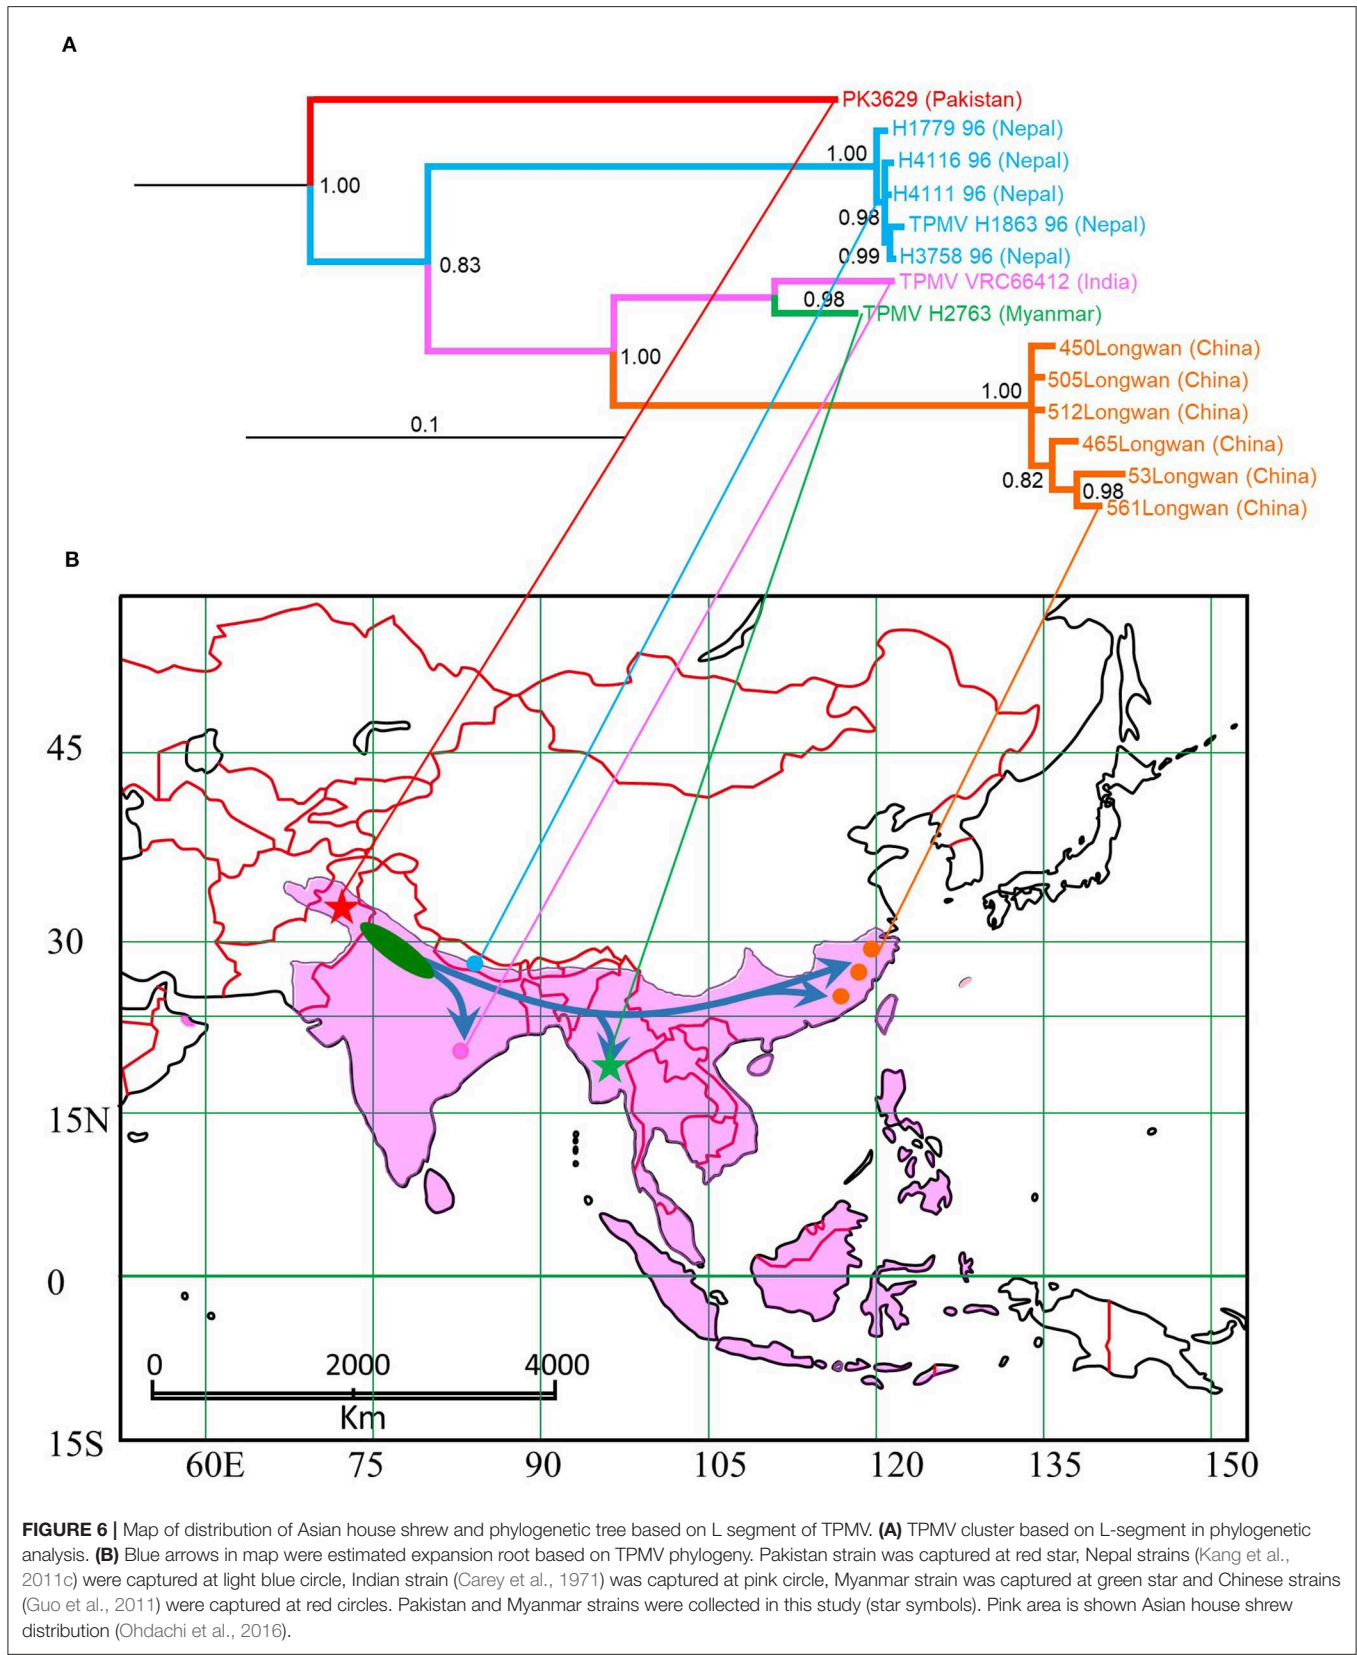 A
PK3629 (Pakistan)
H1779 96 (Nepal)
1.00
H4116 96 (Nepal)
1.00
H4111 96 (Nepal)
0.98
TPMV H1863 96 (Nepal)
0.99
H3758 96 (Nepal)
0.83
TPMV VRC66412 (India)
0.98
TPMV H2763 (Myanmar)
1.00
450Longwan (China)
505Longwan (China)
1.00
512Longwan (China)
0.1
465Longwan (China)
0.82
53Longwan (China)
0.98
561Longwan (China)
B
45
30
15N
0
15S
0 2000 4000
Km
60E 75 90 105 120 135 150
FIGURE 6 | Map of distribution of Asian house shrew and phylogenetic tree based on L segment of TPMV. (A) TPMV cluster based on L-segment in phylogenetic
analysis. (B) Blue arrows in map were estimated expansion root based on TPMV phylogeny. Pakistan strain was captured at red star, Nepal strains (Kang et al.,
2011c) were captured at light blue circle, Indian strain (Carey et al., 1971) was captured at pink circle, Myanmar strain was captured at green star and Chinese strains
(Guo et al., 2011) were captured at red circles. Pakistan and Myanmar strains were collected in this study (star symbols). Pink area is shown Asian house shrew
distribution (Ohdachi et al., 2016).